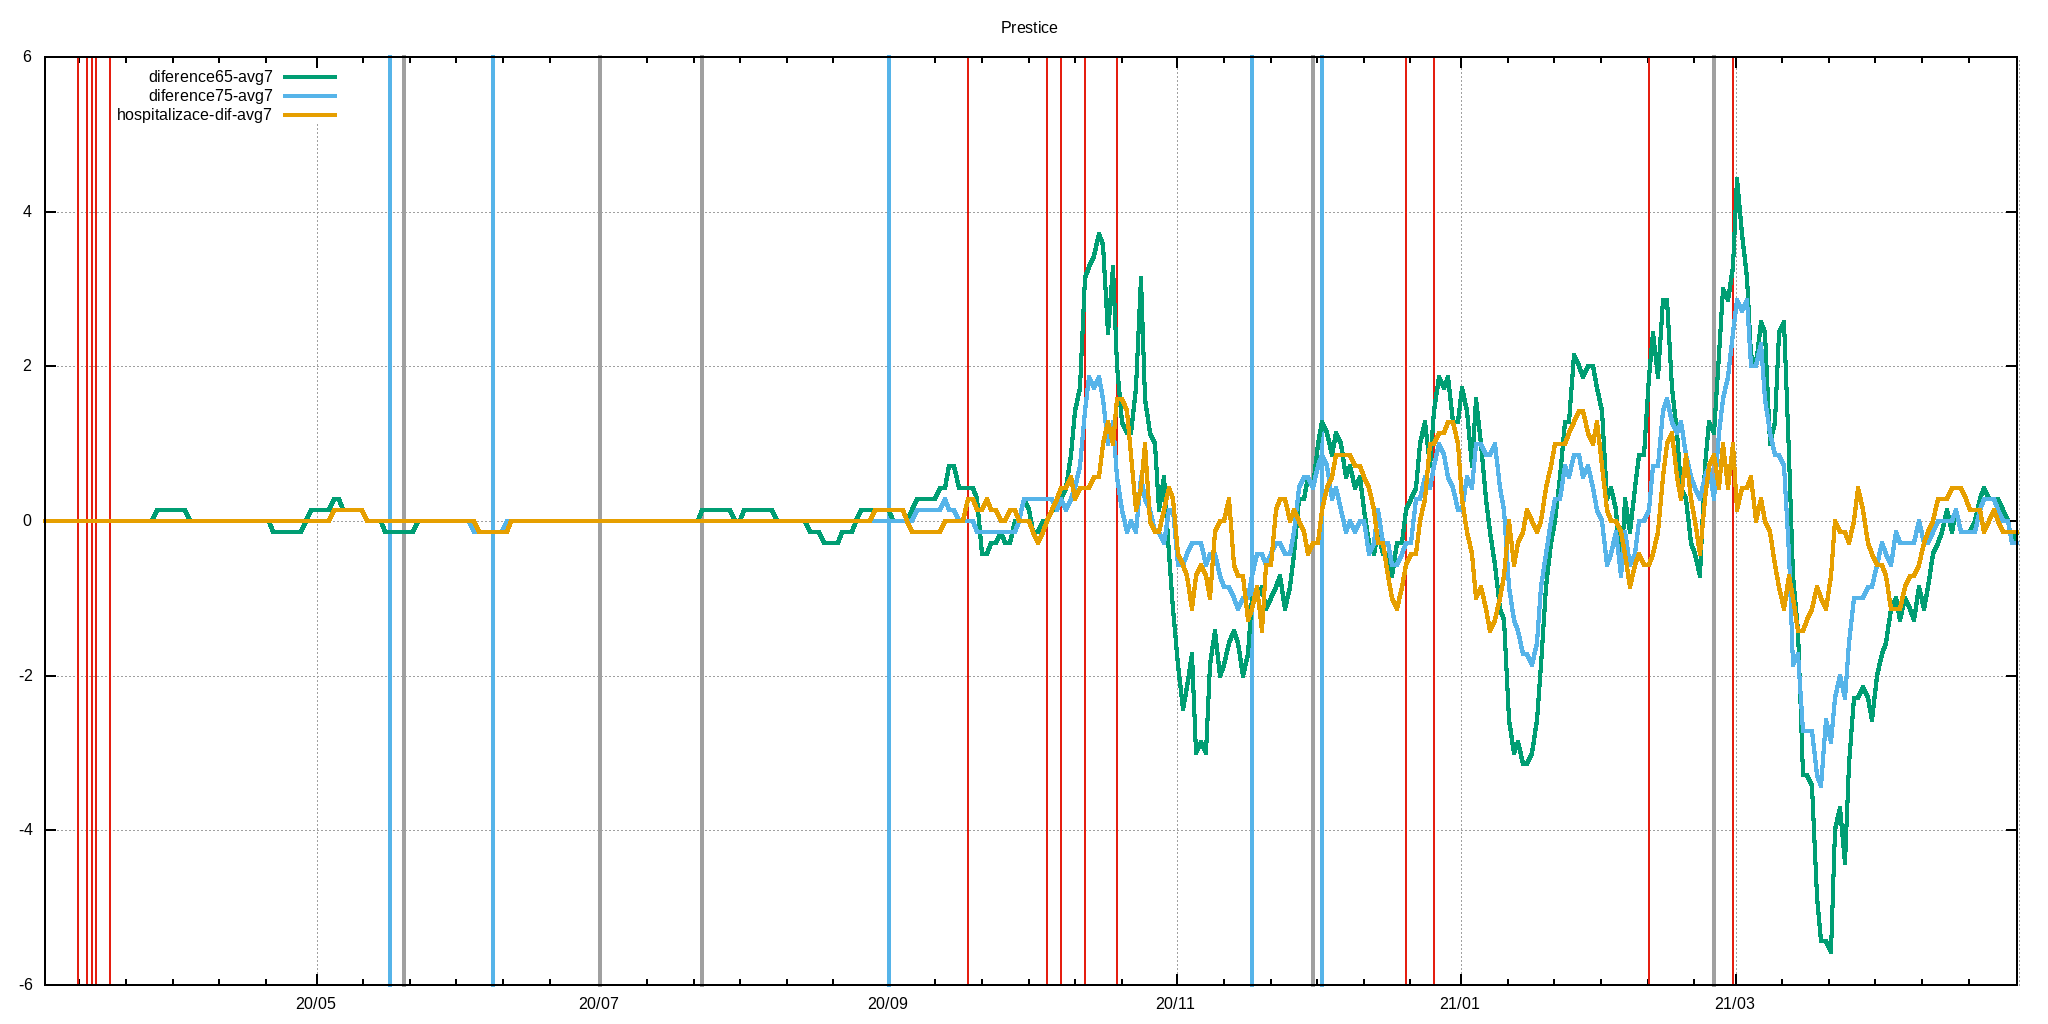 Prestice
6
diference65-avg7
diference75-avg7
hospitalizace-dif-avg7
4
2
0
-2
-4
-6
20/05 20/07 20/09 20/11 21/01 21/03